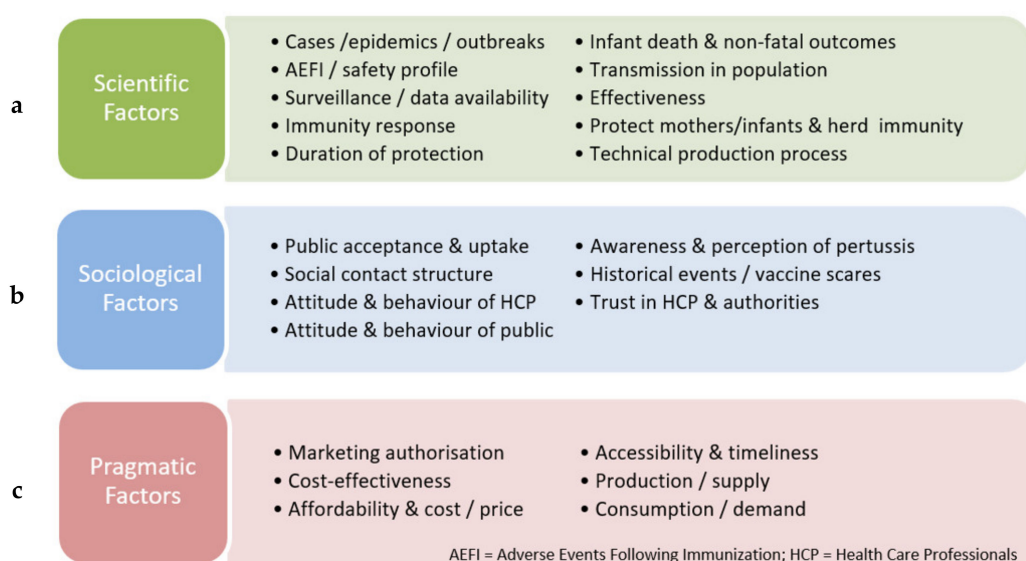 a
Scientific
Factors
• Cases /epidemics / outbreaks
• AEFI / safety profile
• Surveillance / data availability
• Immunity response
• Duration of protection
• Infant death & non-fatal outcomes
• Transmission in population
• Effectiveness
• Protect mothers/infants & herd immunity
• Technical production process
b
Sociological
Factors
• Public acceptance & uptake
• Social contact structure
• Attitude & behaviour of HCP
• Attitude & behaviour of public
• Awareness & perception of pertussis
• Historical events / vaccine scares
• Trust in HCP & authorities
c
Pragmatic
Factors
• Marketing authorisation
• Cost-effectiveness
• Affordability & cost / price
• Accessibility & timeliness
• Production / supply
• Consumption / demand
AEFI = Adverse Events Following Immunization; HCP = Health Care Professionals